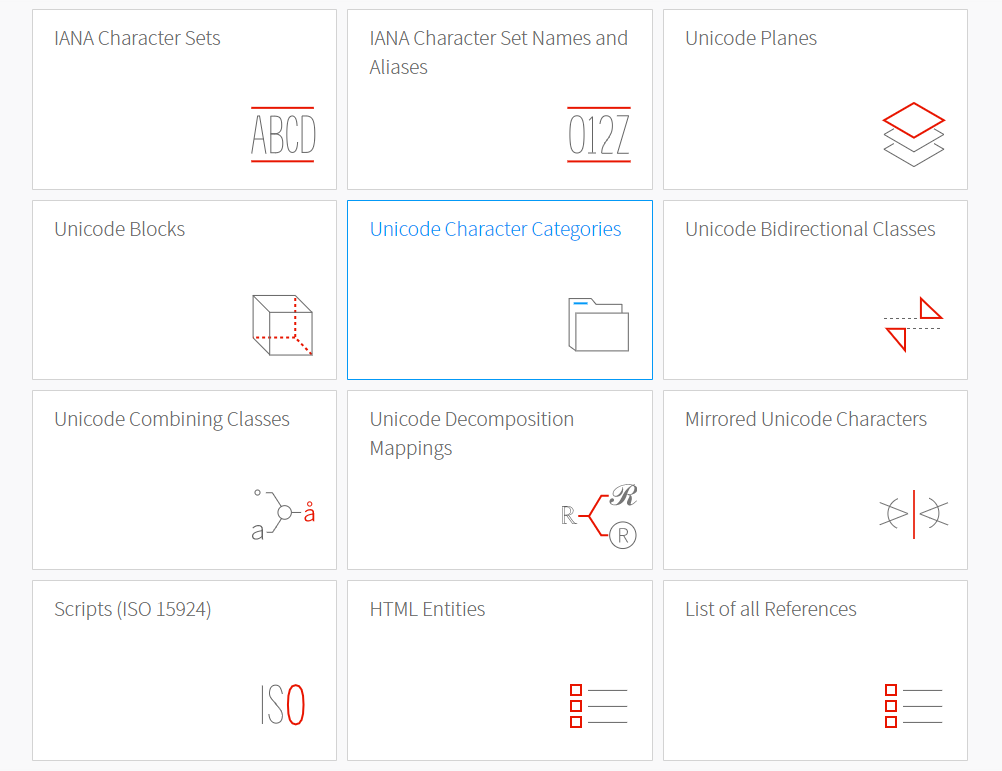 IANA Character Sets
ABCD
IANA Character Set Names and
Aliases
012Z
Unicode Planes
Unicode Blocks
Unicode Character Categories
Unicode Bidirectional Classes
Unicode Combining Classes
° a å
Unicode Decomposition
Mappings
ℝ ℛ Ⓡ
Mirrored Unicode Characters
Scripts (ISO 15924)
ISO
HTML Entities
List of all References